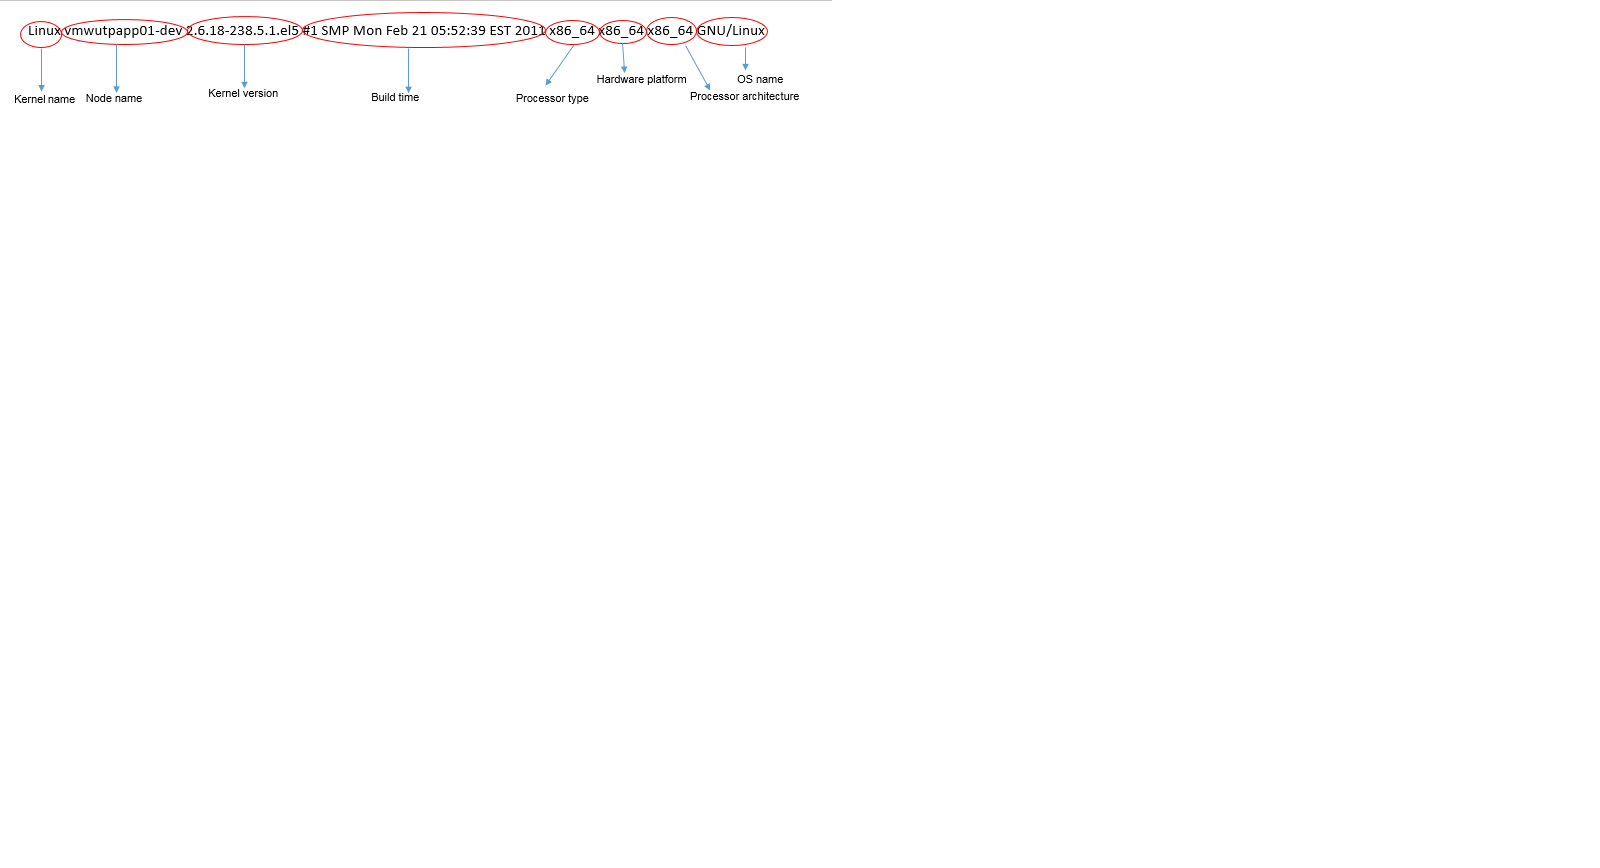 Linux vmwutpapp01-dev 2.6.18-238.5.1.el5 #1 SMP Mon Feb 21 05:52:39 EST 2011 x86_64 x86_64 x86_64 GNU/Linux
Hardware platform OS name
Kernel name Node name Kernel version Build time Processor type Processor architecture